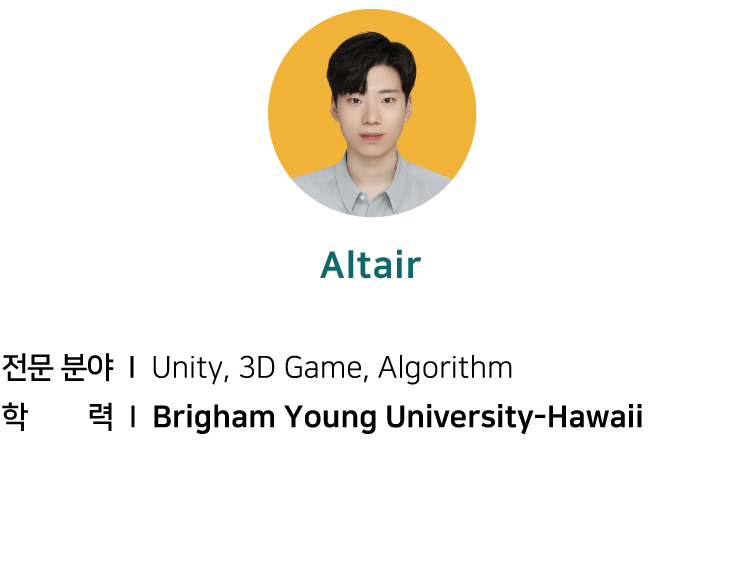 Altair
전문 분야 I Unity, 3D Game, Algorithm
학 력 I Brigham Young University-Hawaii